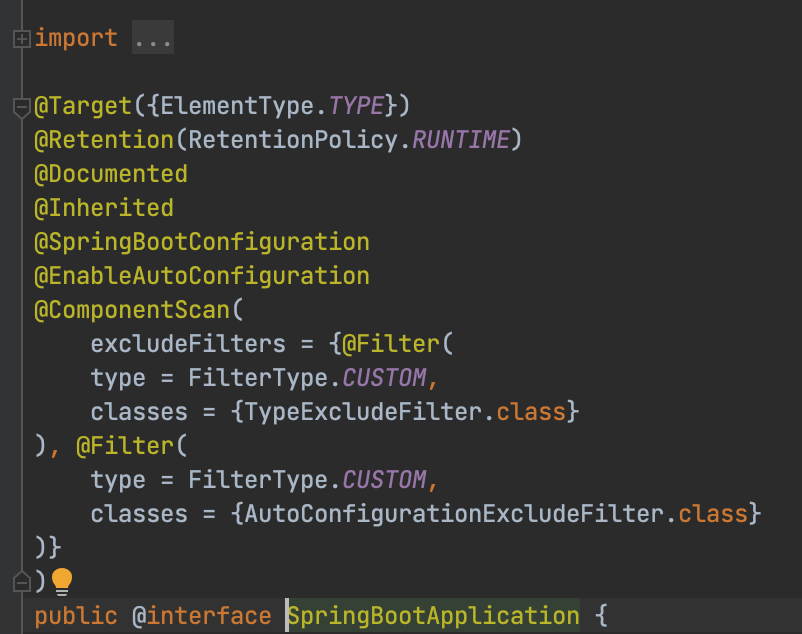 import ...
@Target({ElementType.TYPE})
@Retention(RetentionPolicy.RUNTIME)
@Documented
@Inherited
@SpringBootConfiguration
@EnableAutoConfiguration
@ComponentScan(
    excludeFilters = {@Filter(
    type = FilterType.CUSTOM,
    classes = {TypeExcludeFilter.class}
), @Filter(
    type = FilterType.CUSTOM,
    classes = {AutoConfigurationExcludeFilter.class}
)}
)
public @interface SpringBootApplication {